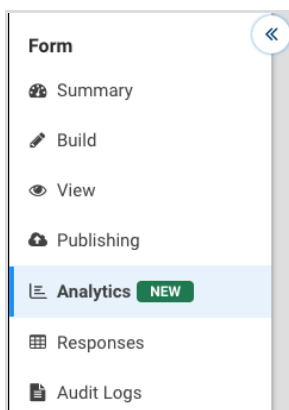 Form
Summary
Build
View
Publishing
Analytics NEW
Responses
Audit Logs